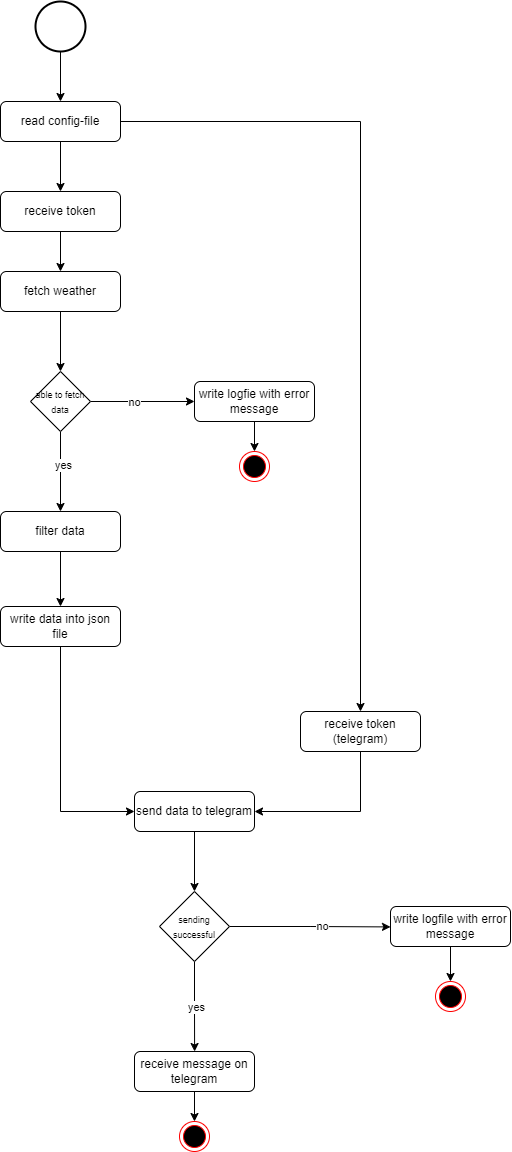 read config-file
receive token
fetch weather
able to fetch
data
no
write logfie with error
message
yes
filter data
write data into json
file
receive token
(telegram)
send data to telegram
sending
successful
no
write logfile with error
message
yes
receive message on
telegram